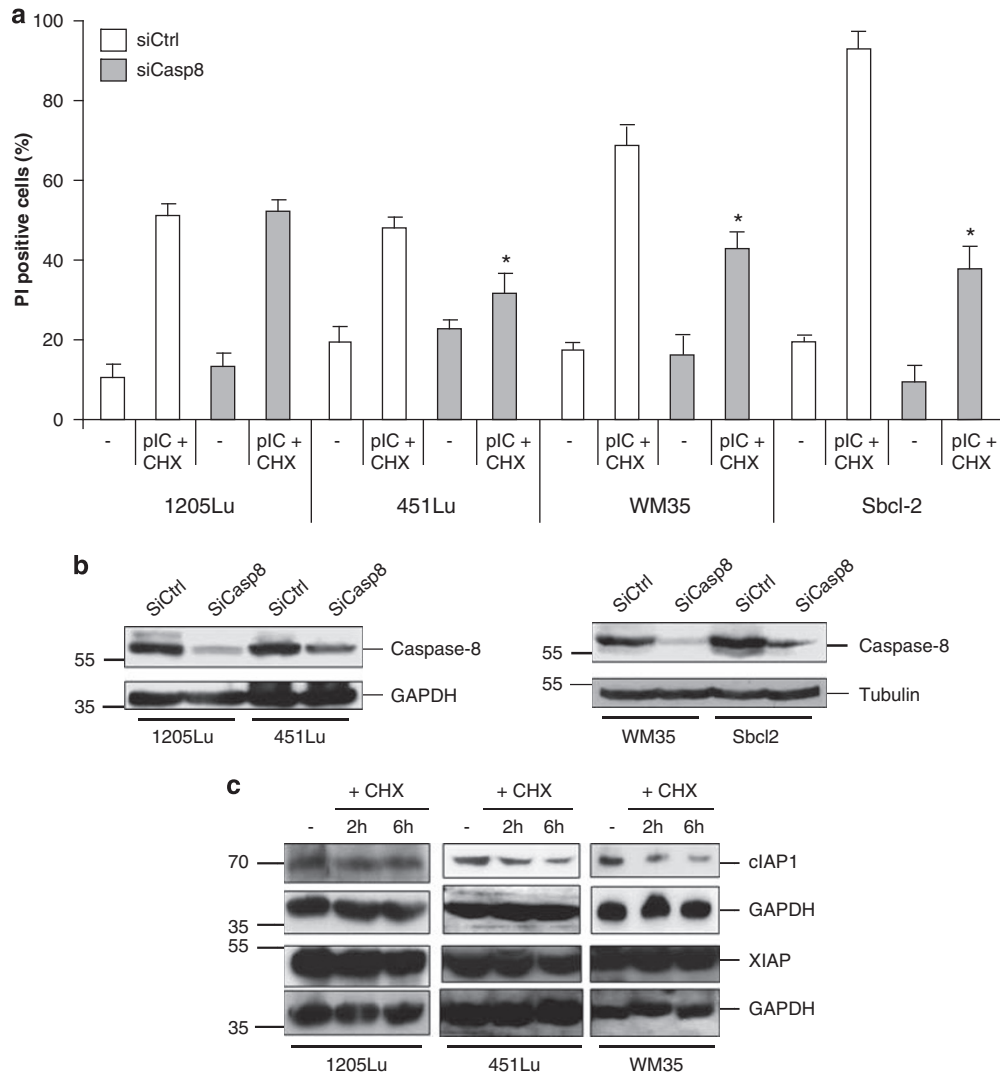 a
100
80
60
40
20
0
PI positive cells (%)
siCtrl
siCasp8
*
*
*
- pIC + CHX - pIC + CHX - pIC + CHX - pIC + CHX - pIC + CHX - pIC + CHX - pIC + CHX - pIC + CHX
1205Lu 451Lu WM35 Sbcl-2
b
SiCtrl SiCasp8 SiCtrl SiCasp8
55 Caspase-8
35 GAPDH
1205Lu 451Lu
SiCtrl SiCasp8 SiCtrl SiCasp8
55 Caspase-8
55 Tubulin
WM35 Sbcl2
c
+ CHX + CHX + CHX
- 2h 6h - 2h 6h - 2h 6h
70 cIAP1
35 GAPDH
55 XIAP
35 GAPDH
1205Lu 451Lu WM35